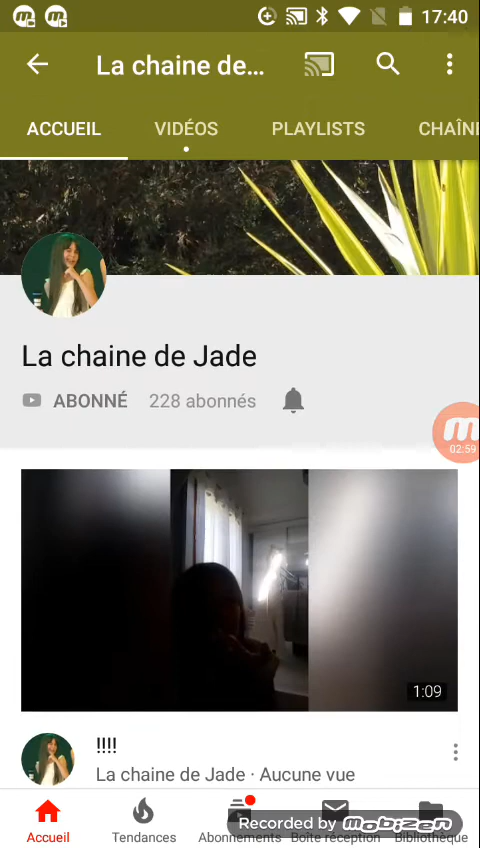 17:40
La chaine de...
ACCUEIL VIDÉOS PLAYLISTS CHAÎN
La chaine de Jade
ABONNÉ 228 abonnés
m
02:59
1:09
!!!!
La chaine de Jade · Aucune vue
Recorded by mobizen
Accueil Tendances Abonnements Boîte réception Bibliothèque